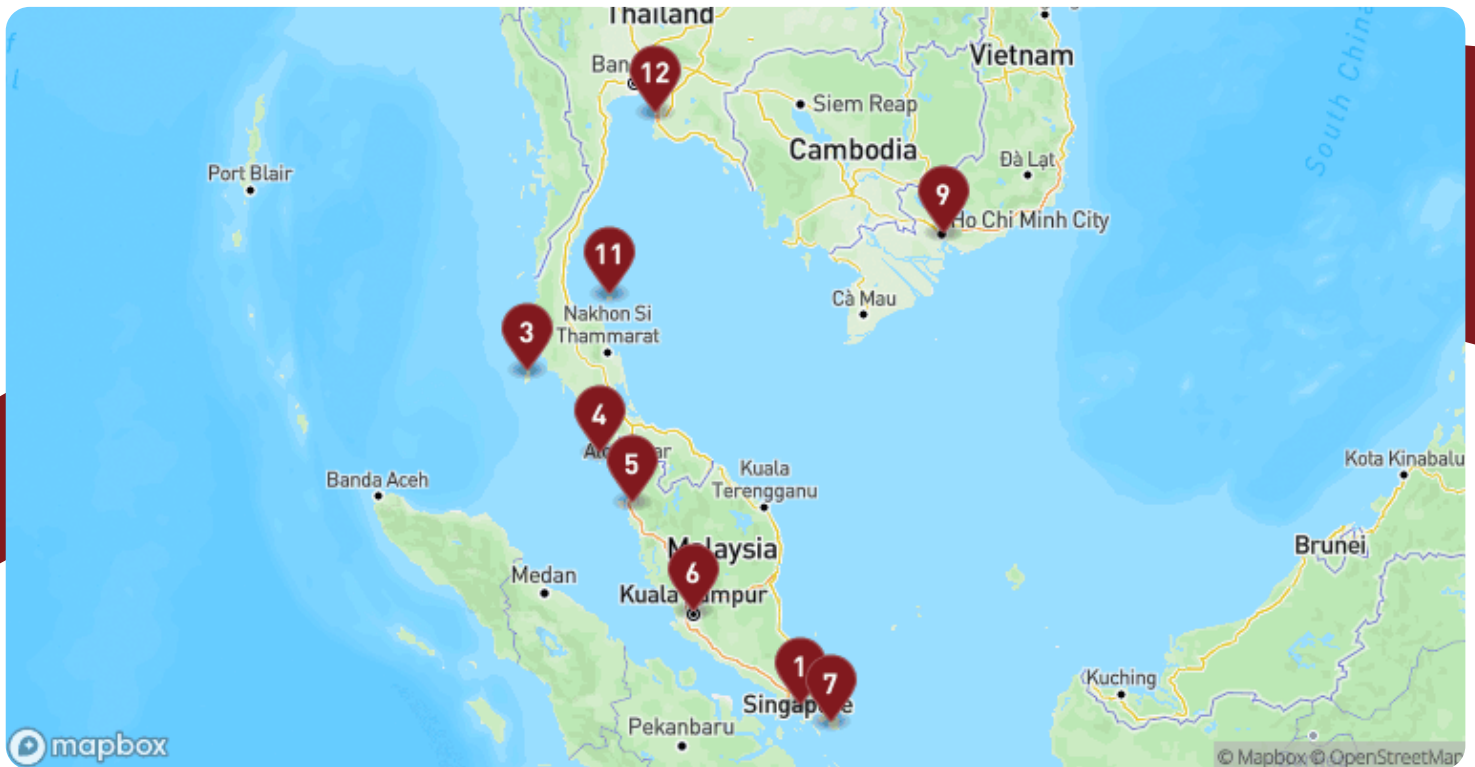 Thailand
Ban
12
Vietnam
Siem Reap
Cambodia
Đà Lạt
South China
Port Blair
9
Ho Chi Minh City
11
Cà Mau
Nakhon Si
Thammarat
3
4
5
Kuala
Terengganu
Banda Aceh
Kota Kinabalu
Malaysia
Brunei
Medan
6
Kuala Lumpur
1
7
Singapore
Kuching
Pekanbaru
mapbox
© Mapbox © OpenStreetMap